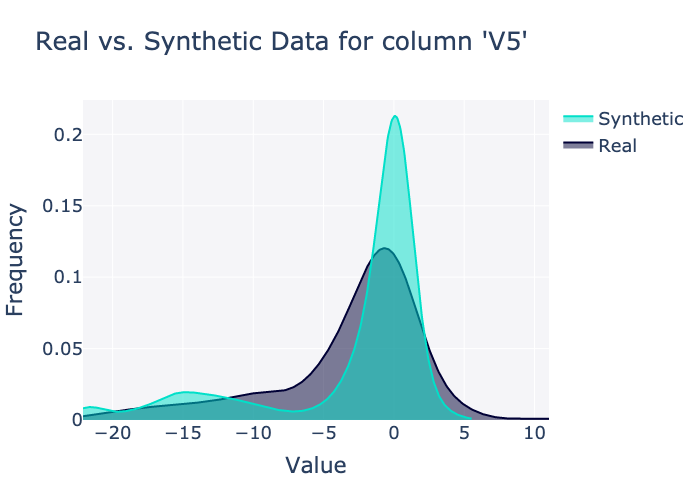 Real vs. Synthetic Data for column 'V5'
Synthetic
Real
Frequency
0.2
0.15
0.1
0.05
0
−20 −15 −10 −5 0 5 10
Value